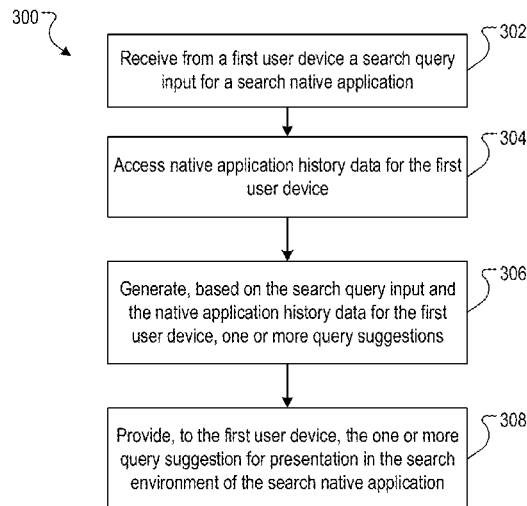 300
302
Receive from a first user device a search query
input for a search native application
304
Access native application history data for the first
user device
306
Generate, based on the search query input and
the native application history data for the first
user device, one or more query suggestions
308
Provide, to the first user device, the one or more
query suggestion for presentation in the search
environment of the search native application